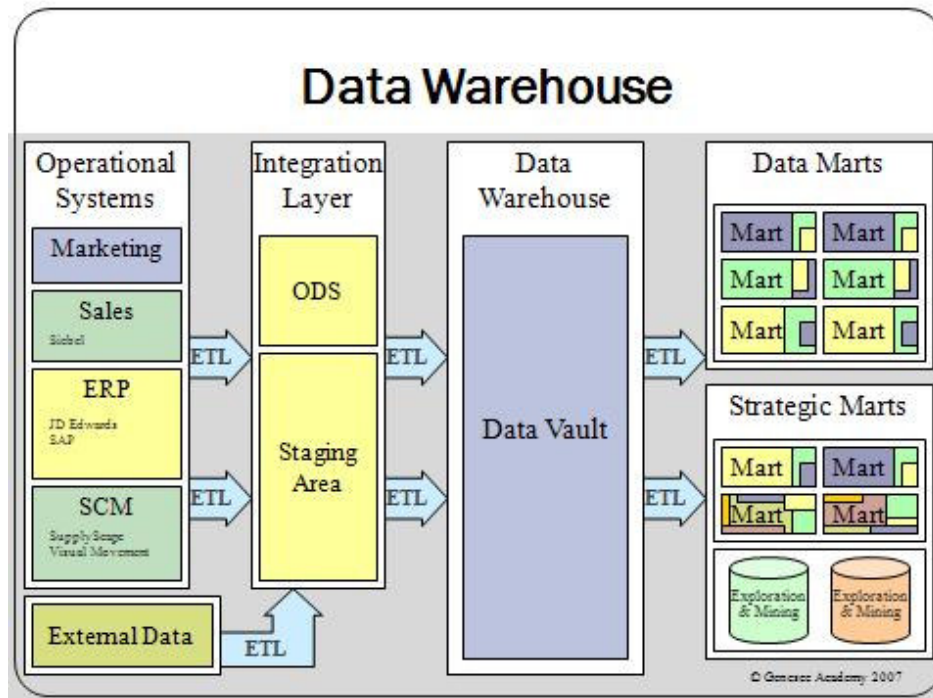 Data Warehouse
Operational
Systems
Marketing
Sales
Siebel
ERP
JD Edwards
SAP
SCM
SupplyScape
Visual Movement
External Data
ETL
ETL
ETL
Integration
Layer
ODS
Staging
Area
ETL
ETL
Data
Warehouse
Data Vault
ETL
ETL
Data Marts
Mart
Mart
Mart
Mart
Mart
Mart
Strategic Marts
Mart
Mart
Mart
Mart
Exploration
& Mining
Exploration
& Mining
© Genesee Academy 2007